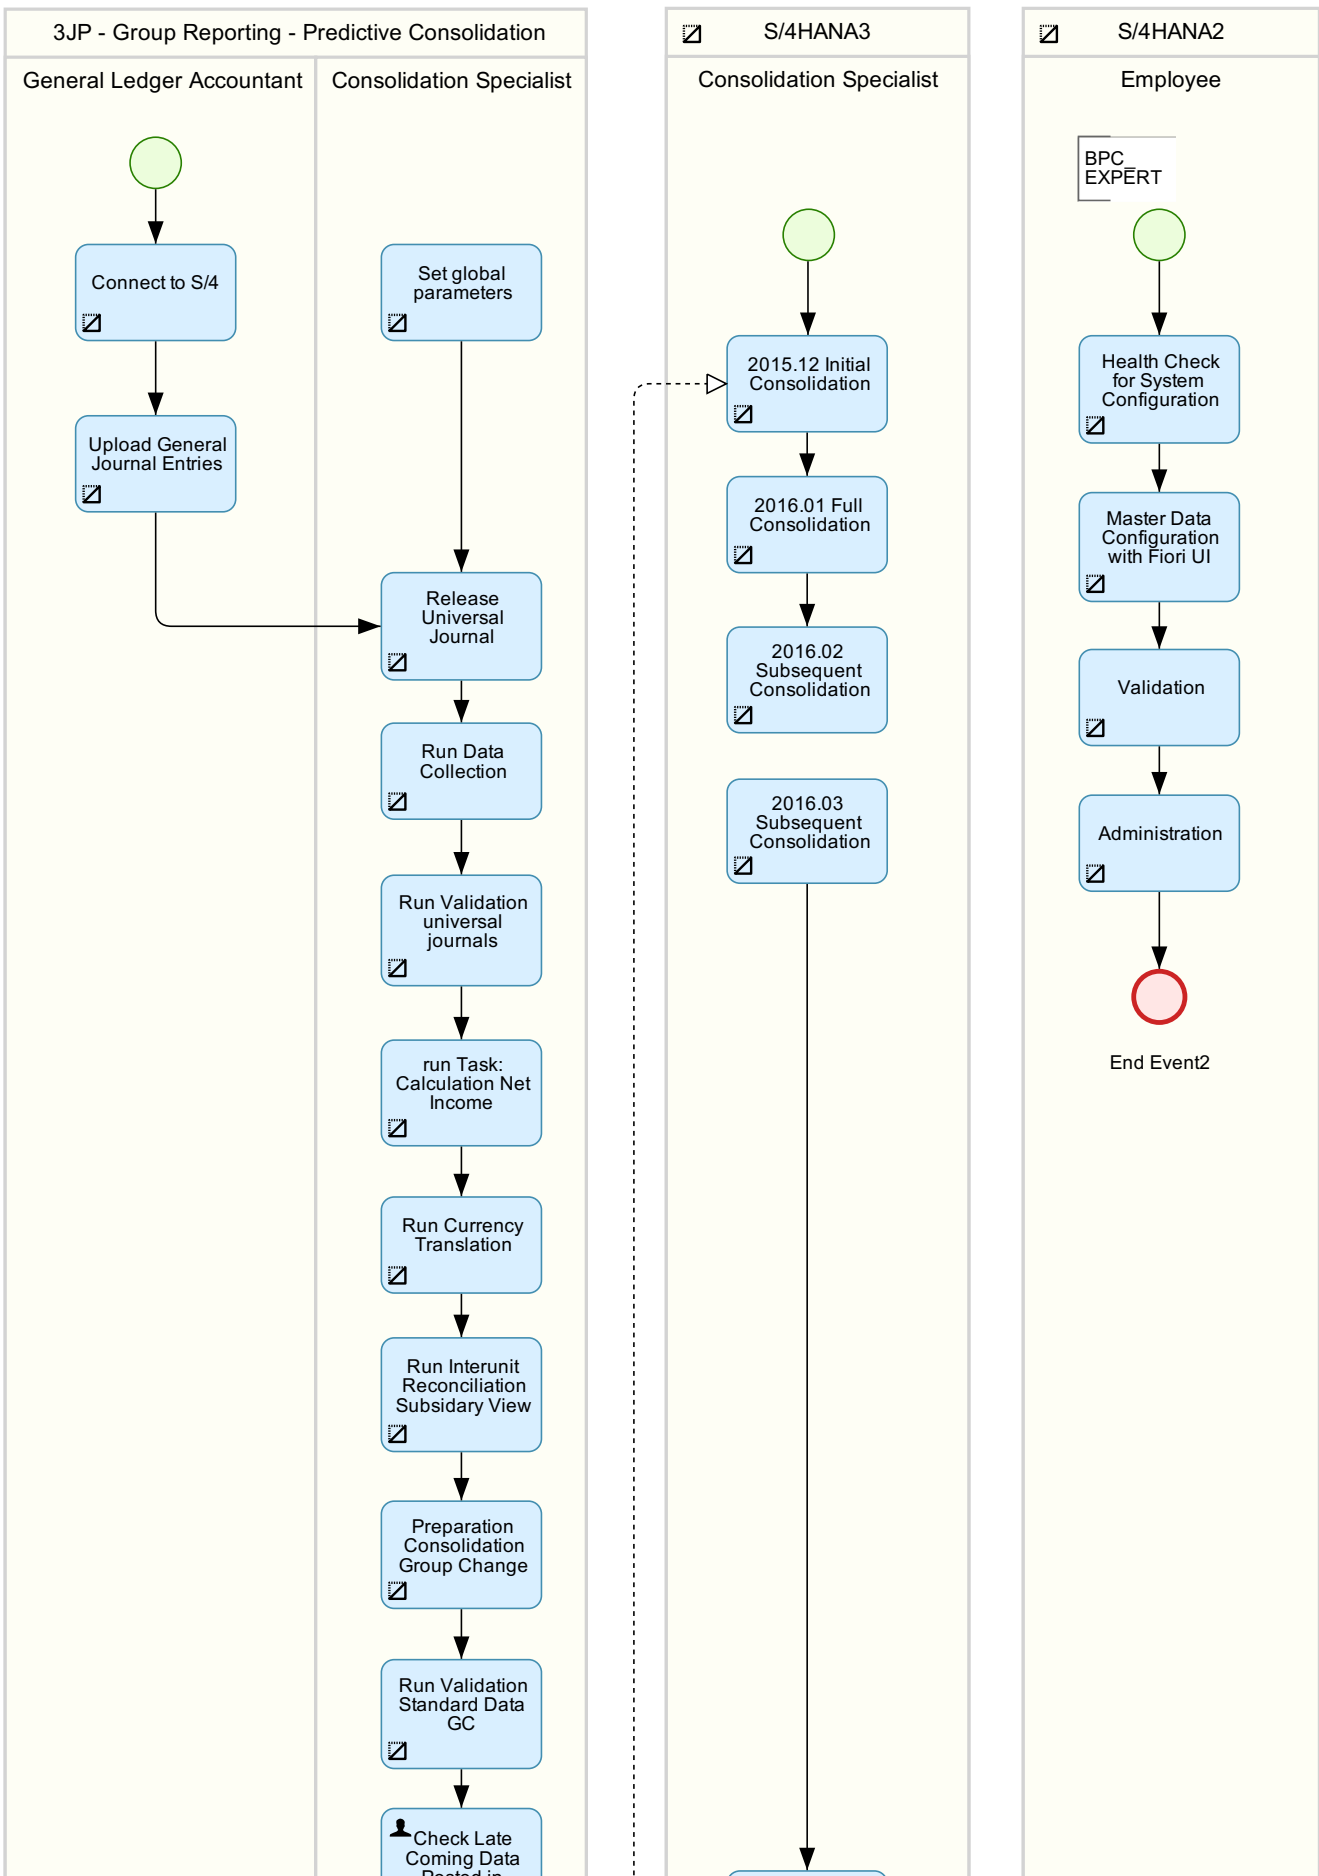 3JP - Group Reporting - Predictive Consolidation
General Ledger Accountant
Consolidation Specialist
Connect to S/4
Upload General
Journal Entries
Set global
parameters
Release
Universal
Journal
Run Data
Collection
Run Validation
universal
journals
run Task:
Calculation Net
Income
Run Currency
Translation
Run Interunit
Reconciliation
Subsidary View
Preparation
Consolidation
Group Change
Run Validation
Standard Data
GC
Check Late
Coming Data
Posted in
S/4HANA3
Consolidation Specialist
2015.12 Initial
Consolidation
2016.01 Full
Consolidation
2016.02
Subsequent
Consolidation
2016.03
Subsequent
Consolidation
S/4HANA2
Employee
BPC_
EXPERT
Health Check
for System
Configuration
Master Data
Configuration
with Fiori UI
Validation
Administration
End Event2